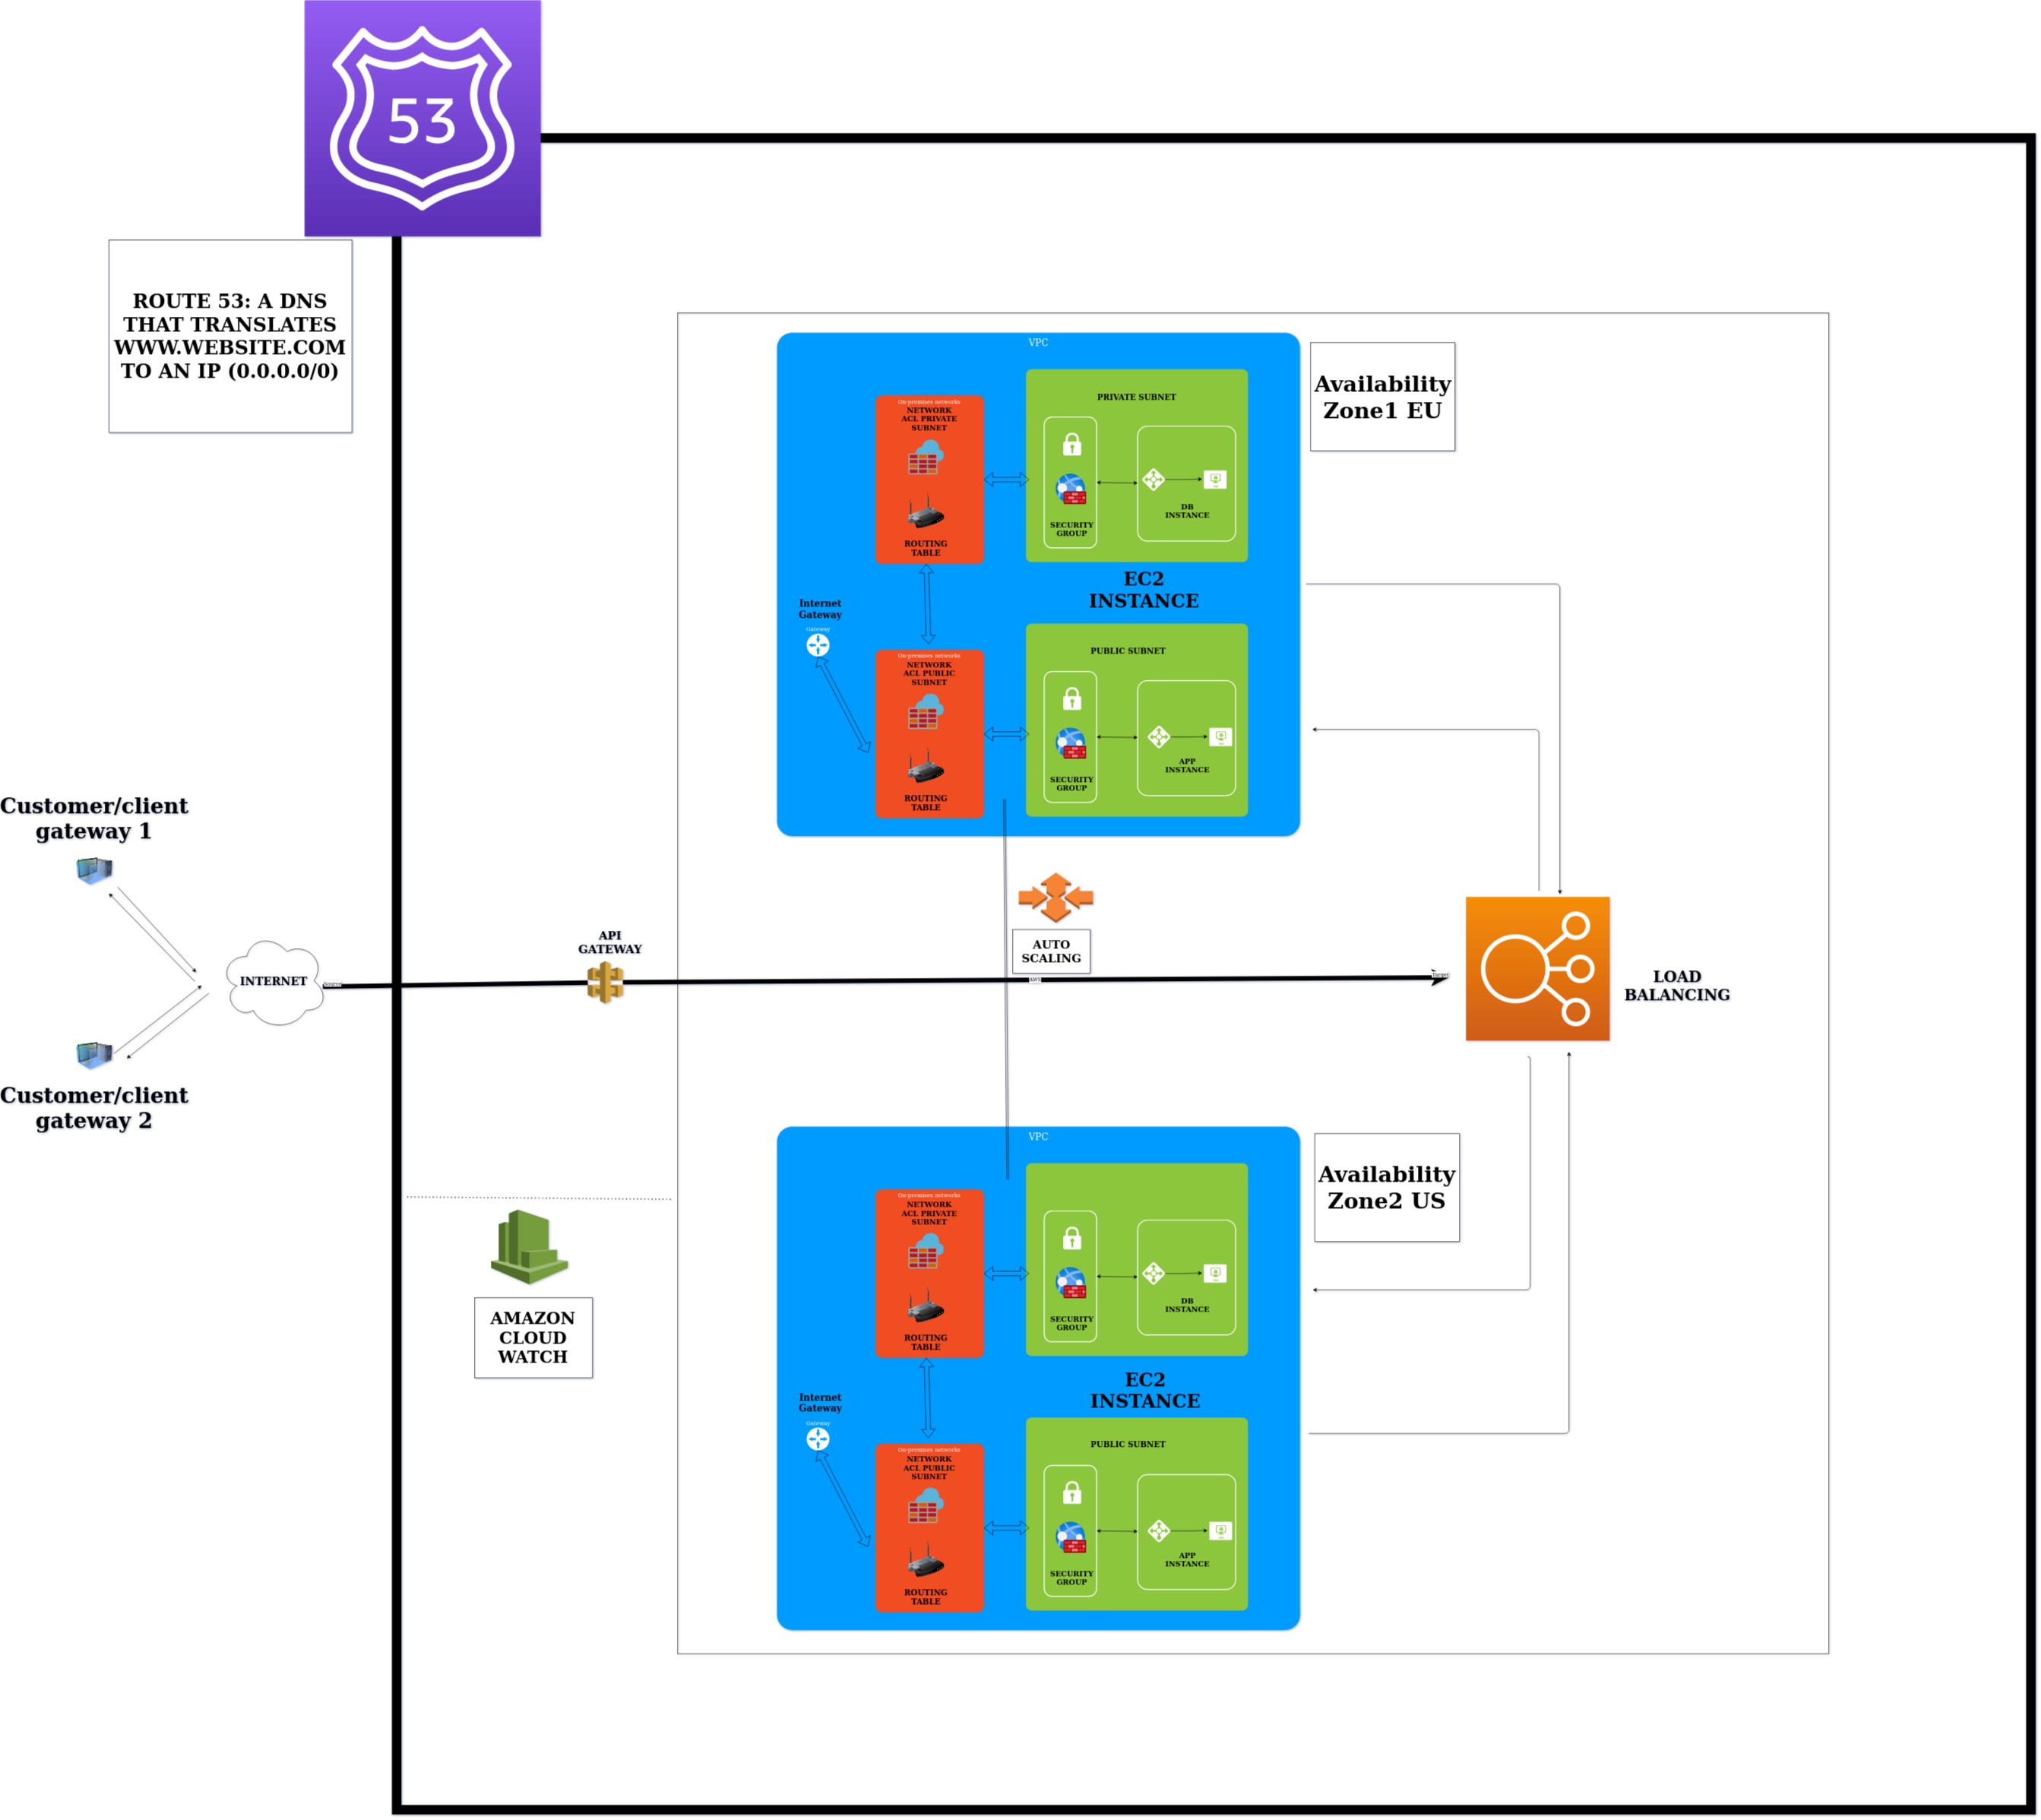 53
ROUTE 53: A DNS
THAT TRANSLATES
WWW.WEBSITE.COM
TO AN IP (0.0.0.0/0)
VPC
Availability
Zone1 EU
On-premises networks
NETWORK
ACL PRIVATE
SUBNET
ROUTING
TABLE
PRIVATE SUBNET
SECURITY
GROUP
DB
INSTANCE
EC2
INSTANCE
Internet
Gateway
Gateway
On-premises networks
NETWORK
ACL PUBLIC
SUBNET
ROUTING
TABLE
PUBLIC SUBNET
SECURITY
GROUP
APP
INSTANCE
Customer/client
gateway 1
INTERNET
Customer/client
gateway 2
API
GATEWAY
AUTO
SCALING
Target
LOAD
BALANCING
AMAZON
CLOUD
WATCH
VPC
Availability
Zone2 US
On-premises networks
NETWORK
ACL PRIVATE
SUBNET
ROUTING
TABLE
SECURITY
GROUP
DB
INSTANCE
EC2
INSTANCE
Internet
Gateway
Gateway
On-premises networks
NETWORK
ACL PUBLIC
SUBNET
ROUTING
TABLE
PUBLIC SUBNET
SECURITY
GROUP
APP
INSTANCE